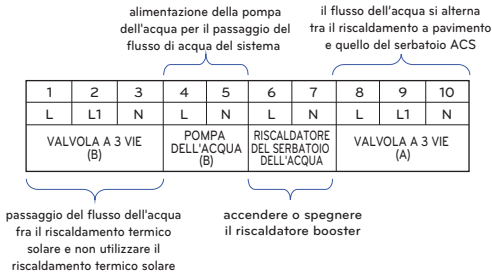 alimentazione della pompa
dell'acqua per il passaggio del
flusso di acqua del sistema
il flusso dell'acqua si alterna
tra il riscaldamento a pavimento
e quello del serbatoio ACS
1 2 3 4 5 6 7 8 9 10
L L1 N L N L N L L1 N
VALVOLA A 3 VIE
(B)
POMPA
DELL'ACQUA
(B)
RISCALDATORE
DEL SERBATOIO
DELL'ACQUA
VALVOLA A 3 VIE
(A)
passaggio del flusso dell'acqua
fra il riscaldamento termico
solare e non utilizzare il
riscaldamento termico solare
accendere o spegnere
il riscaldatore booster